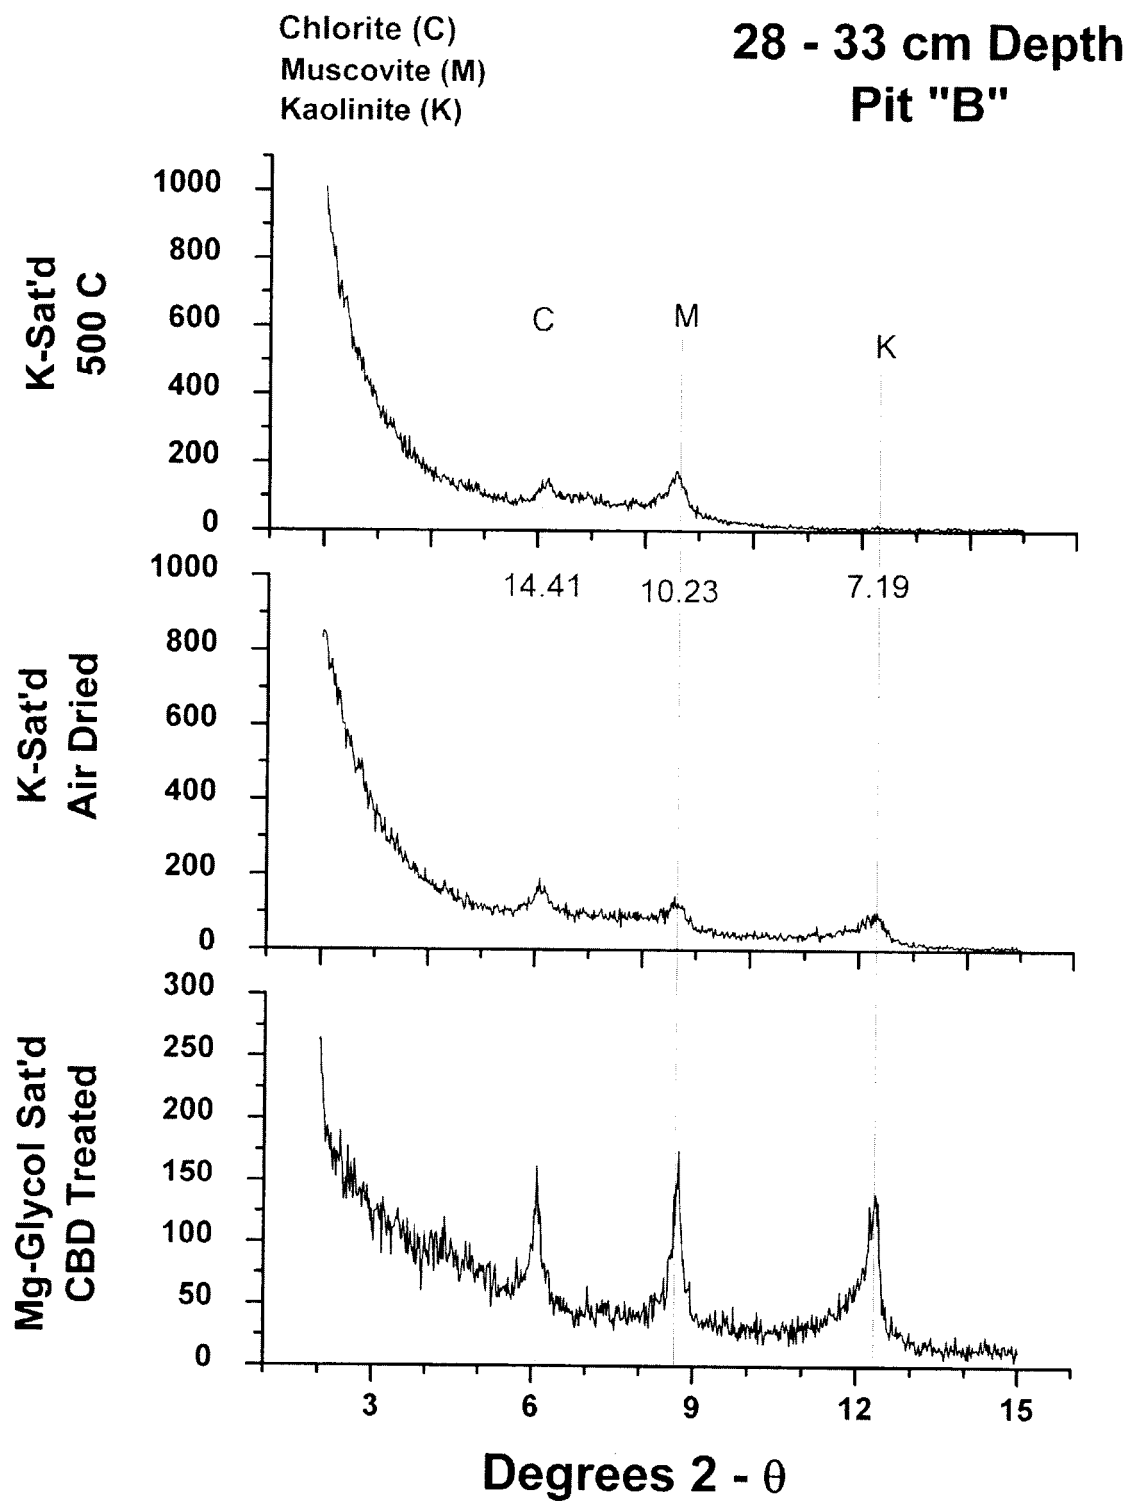 Chlorite (C)
Muscovite (M)
Kaolinite (K)
28 - 33 cm Depth
Pit "B"
K-Sat'd
500 C
1000
800
600
400
200
0
C
M
K
14.41
10.23
7.19
K-Sat'd
Air Dried
1000
800
600
400
200
0
Mg-Glycol Sat'd
CBD Treated
300
250
200
150
100
50
0
3
6
9
12
15
Degrees 2 - θ